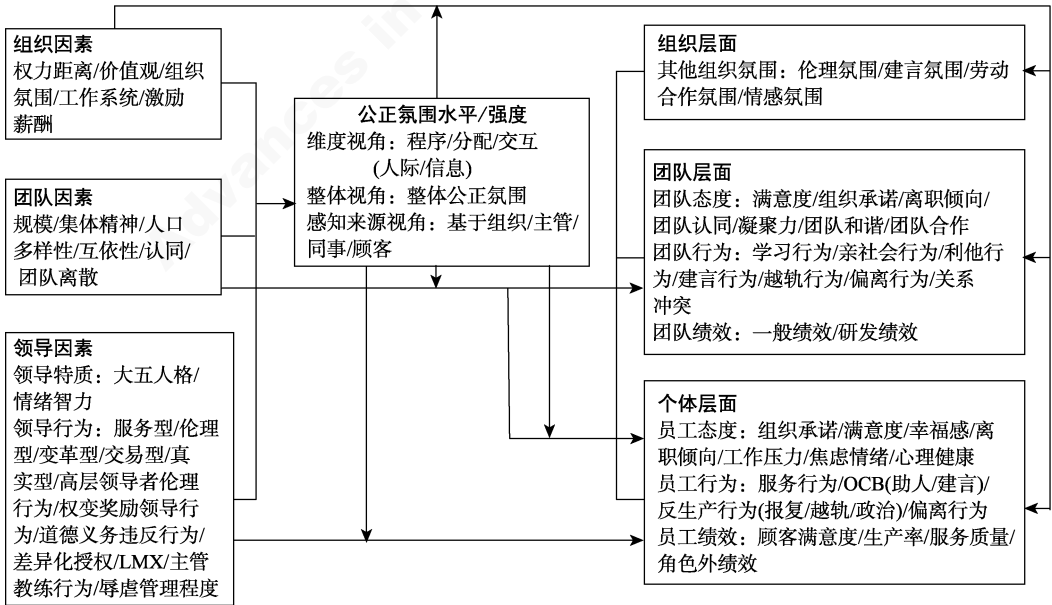 组织因素
权力距离/价值观/组织
氛围/工作系统/激励
薪酬
团队因素
规模/集体精神/人口
多样性/互依性/认同/
团队离散
领导因素
领导特质：大五人格/
情绪智力
领导行为：服务型/伦理
型/变革型/交易型/真
实型/高层领导者伦理
行为/权变奖励领导行
为/道德义务违反行为/
差异化授权/LMX/主管
教练行为/辱虐管理程度
公正氛围水平/强度
维度视角：程序/分配/交互
(人际/信息)
整体视角：整体公正氛围
感知来源视角：基于组织/主管/
同事/顾客
组织层面
其他组织氛围：伦理氛围/建言氛围/劳动
合作氛围/情感氛围
团队层面
团队态度：满意度/组织承诺/离职倾向/
团队认同/凝聚力/团队和谐/团队合作
团队行为：学习行为/亲社会行为/利他行
为/建言行为/越轨行为/偏离行为/关系
冲突
团队绩效：一般绩效/研发绩效
个体层面
员工态度：组织承诺/满意度/幸福感/离
职倾向/工作压力/焦虑情绪/心理健康
员工行为：服务行为/OCB(助人/建言)/
反生产行为(报复/越轨/政治)/偏离行为
员工绩效：顾客满意度/生产率/服务质量/
角色外绩效
dvances in